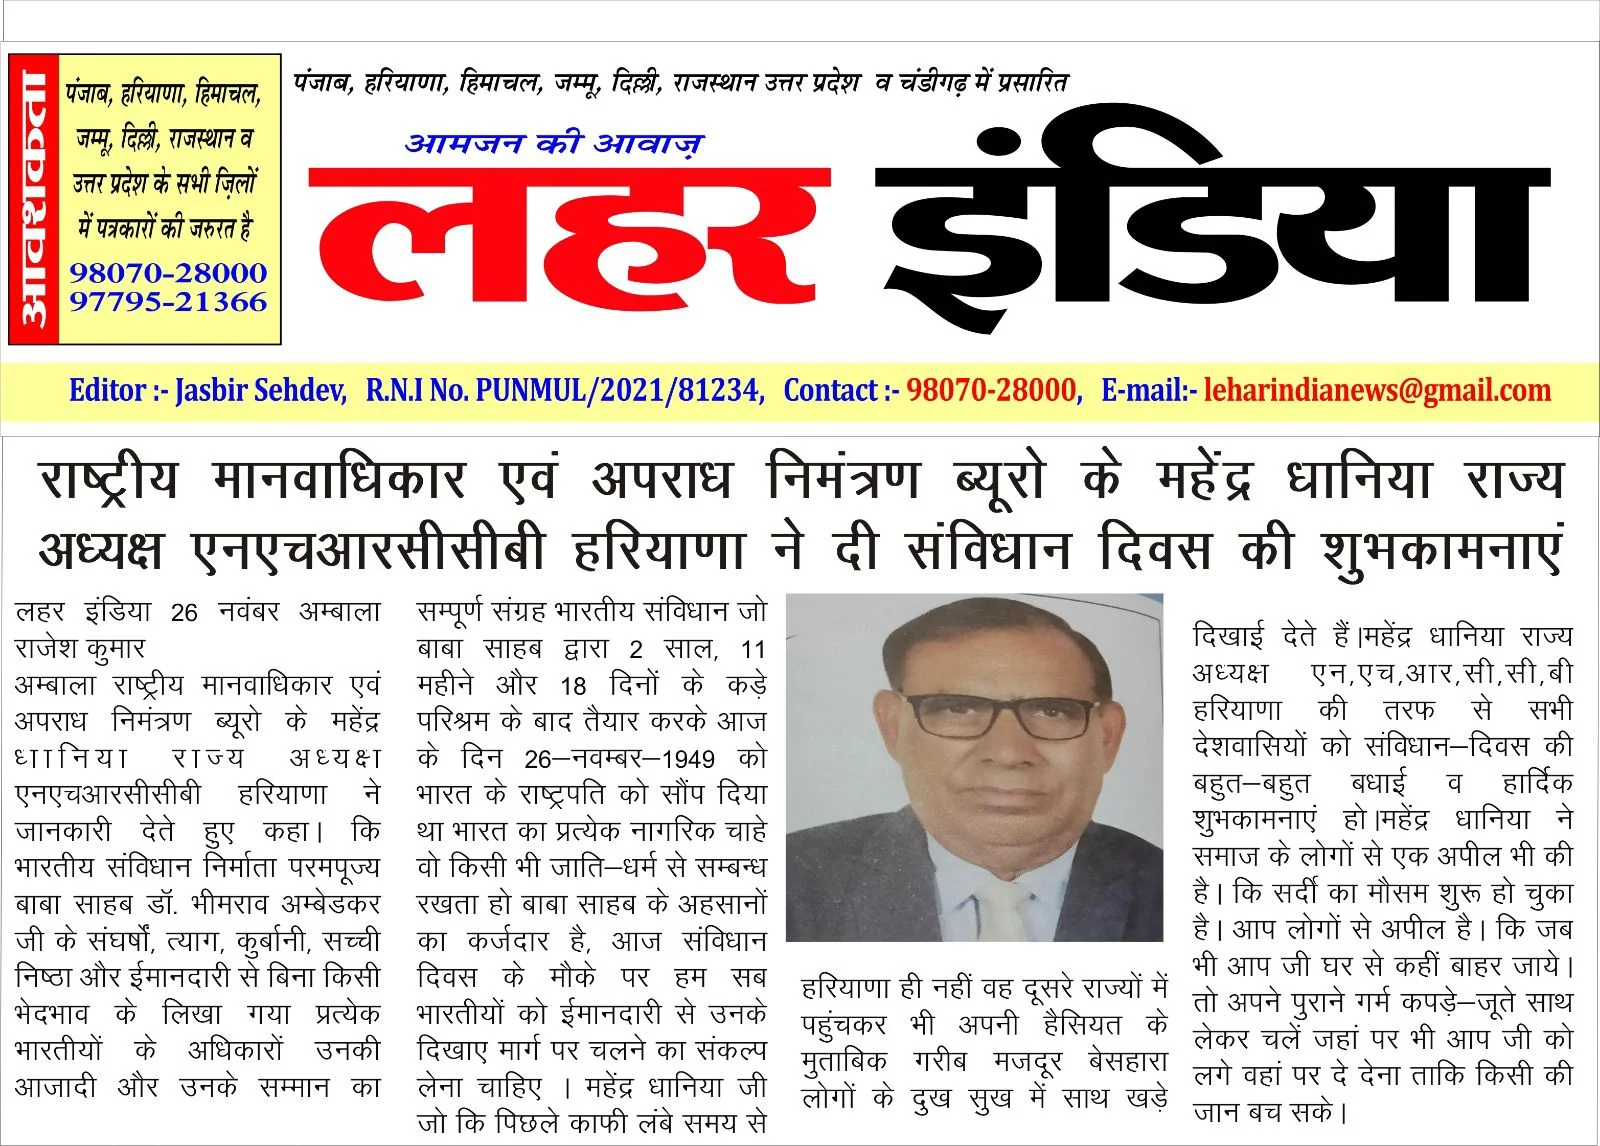 आवशकता
पंजाब, हरियाणा, हिमाचल,
जम्मू, दिल्ली, राजस्थान व
उत्तर प्रदेश के सभी ज़िलों
में पत्रकारों की जरुरत है
98070-28000
97795-21366
पंजाब, हरियाणा, हिमाचल, जम्मू, दिल्ली, राजस्थान उत्तर प्रदेश व चंडीगढ़ में प्रसारित
आमजन की आवाज़
लहर इंडिया
Editor :- Jasbir Sehdev, R.N.I No. PUNMUL/2021/81234, Contact :- 98070-28000, E-mail:- leharindianews@gmail.com
राष्ट्रीय मानवाधिकार एवं अपराध निमंत्रण ब्यूरो के महेंद्र धानिया राज्य
अध्यक्ष एनएचआरसीसीबी हरियाणा ने दी संविधान दिवस की शुभकामनाएं
लहर इंडिया 26 नवंबर अम्बाला
राजेश कुमार
अम्बाला राष्ट्रीय मानवाधिकार एवं
अपराध निमंत्रण ब्यूरो के महेंद्र
धानिया राज्य अध्यक्षा
एनएचआरसीसीबी हरियाणा ने
जानकारी देते हुए कहा। कि
भारतीय संविधान निर्माता परमपूज्य
बाबा साहब डॉ. भीमराव अम्बेडकर
जी के संघर्षों, त्याग, कुर्बानी, सच्ची
निष्ठा और ईमानदारी से बिना किसी
भेदभाव के लिखा गया प्रत्येक
भारतीयों के अधिकारों उनकी
आजादी और उनके सम्मान का
सम्पूर्ण संग्रह भारतीय संविधान जो
बाबा साहब द्वारा 2 साल, 11
महीने और 18 दिनों के कड़े
परिश्रम के बाद तैयार करके आज
के दिन 26–नवम्बर–1949 को
भारत के राष्ट्रपति को सौंप दिया
था भारत का प्रत्येक नागरिक चाहे
वो किसी भी जाति–धर्म से सम्बन्ध
रखता हो बाबा साहब के अहसानों
का कर्जदार है, आज संविधान
दिवस के मौके पर हम सब
भारतीयों को ईमानदारी से उनके
दिखाए मार्ग पर चलने का संकल्प
लेना चाहिए । महेंद्र धानिया जी
जो कि पिछले काफी लंबे समय से
हरियाणा ही नहीं वह दूसरे राज्यों में
पहुंचकर भी अपनी हैसियत के
मुताबिक गरीब मजदूर बेसहारा
लोगों के दुख सुख में साथ खड़े
दिखाई देते हैं।महेंद्र धानिया राज्य
अध्यक्ष एन,एच,आर,सी,सी,बी
हरियाणा की तरफ से सभी
देशवासियों को संविधान–दिवस की
बहुत–बहुत बधाई व हार्दिक
शुभकामनाएं हो।महेंद्र धानिया ने
समाज के लोगों से एक अपील भी की
है। कि सर्दी का मौसम शुरू हो चुका
है। आप लोगों से अपील है। कि जब
भी आप जी घर से कहीं बाहर जाये।
तो अपने पुराने गर्म कपड़े–जूते साथ
लेकर चलें जहां पर भी आप जी को
लगे वहां पर दे देना ताकि किसी की
जान बच सके।